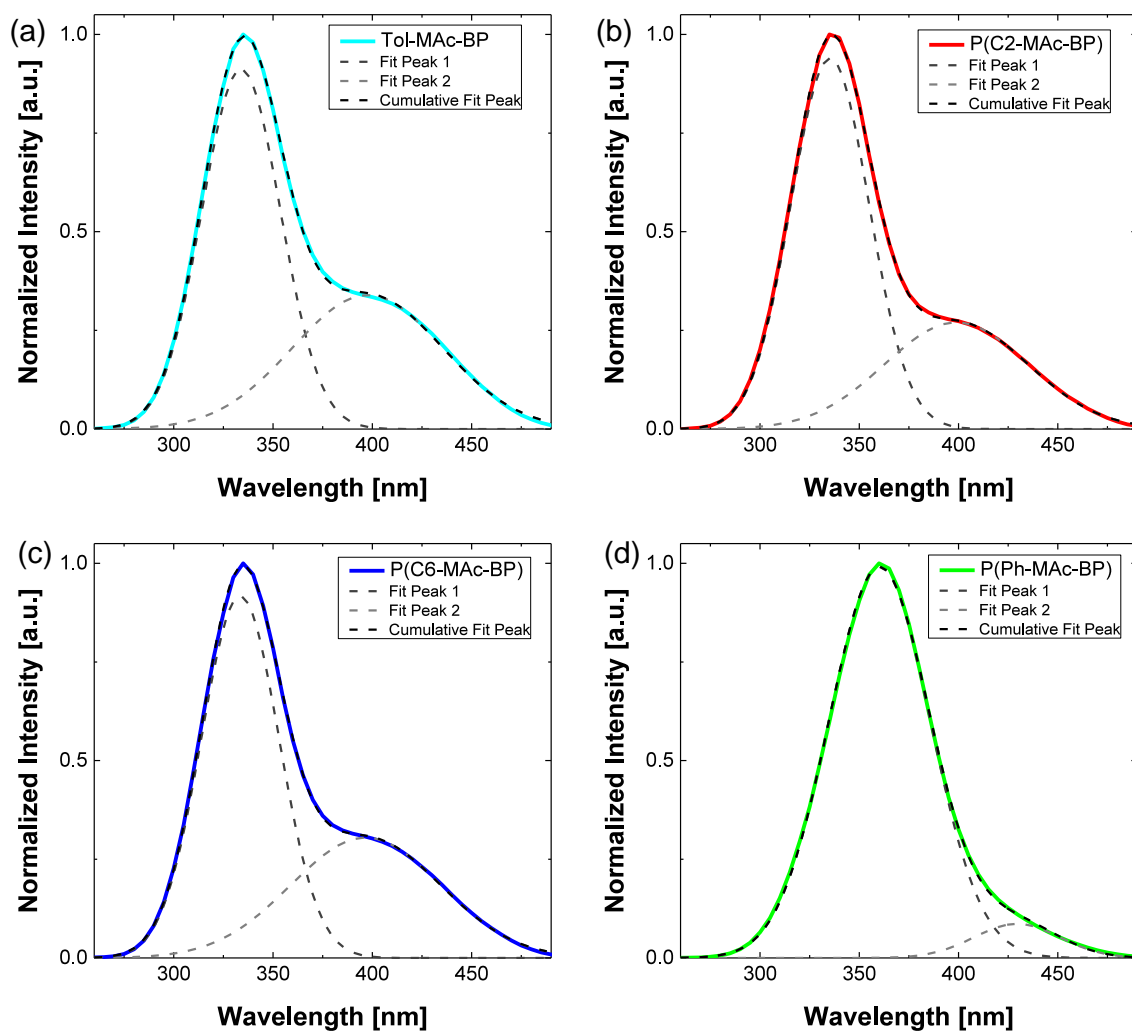 (a)
Tol-MAc-BP
Fit Peak 1
Fit Peak 2
Cumulative Fit Peak
1.0
0.5
0.0
Normalized Intensity [a.u.]
300 350 400 450
Wavelength [nm]
(b)
P(C2-MAc-BP)
Fit Peak 1
Fit Peak 2
Cumulative Fit Peak
1.0
0.5
0.0
Normalized Intensity [a.u.]
300 350 400 450
Wavelength [nm]
(c)
P(C6-MAc-BP)
Fit Peak 1
Fit Peak 2
Cumulative Fit Peak
1.0
0.5
0.0
Normalized Intensity [a.u.]
300 350 400 450
Wavelength [nm]
(d)
P(Ph-MAc-BP)
Fit Peak 1
Fit Peak 2
Cumulative Fit Peak
1.0
0.5
0.0
Normalized Intensity [a.u.]
300 350 400 450
Wavelength [nm]